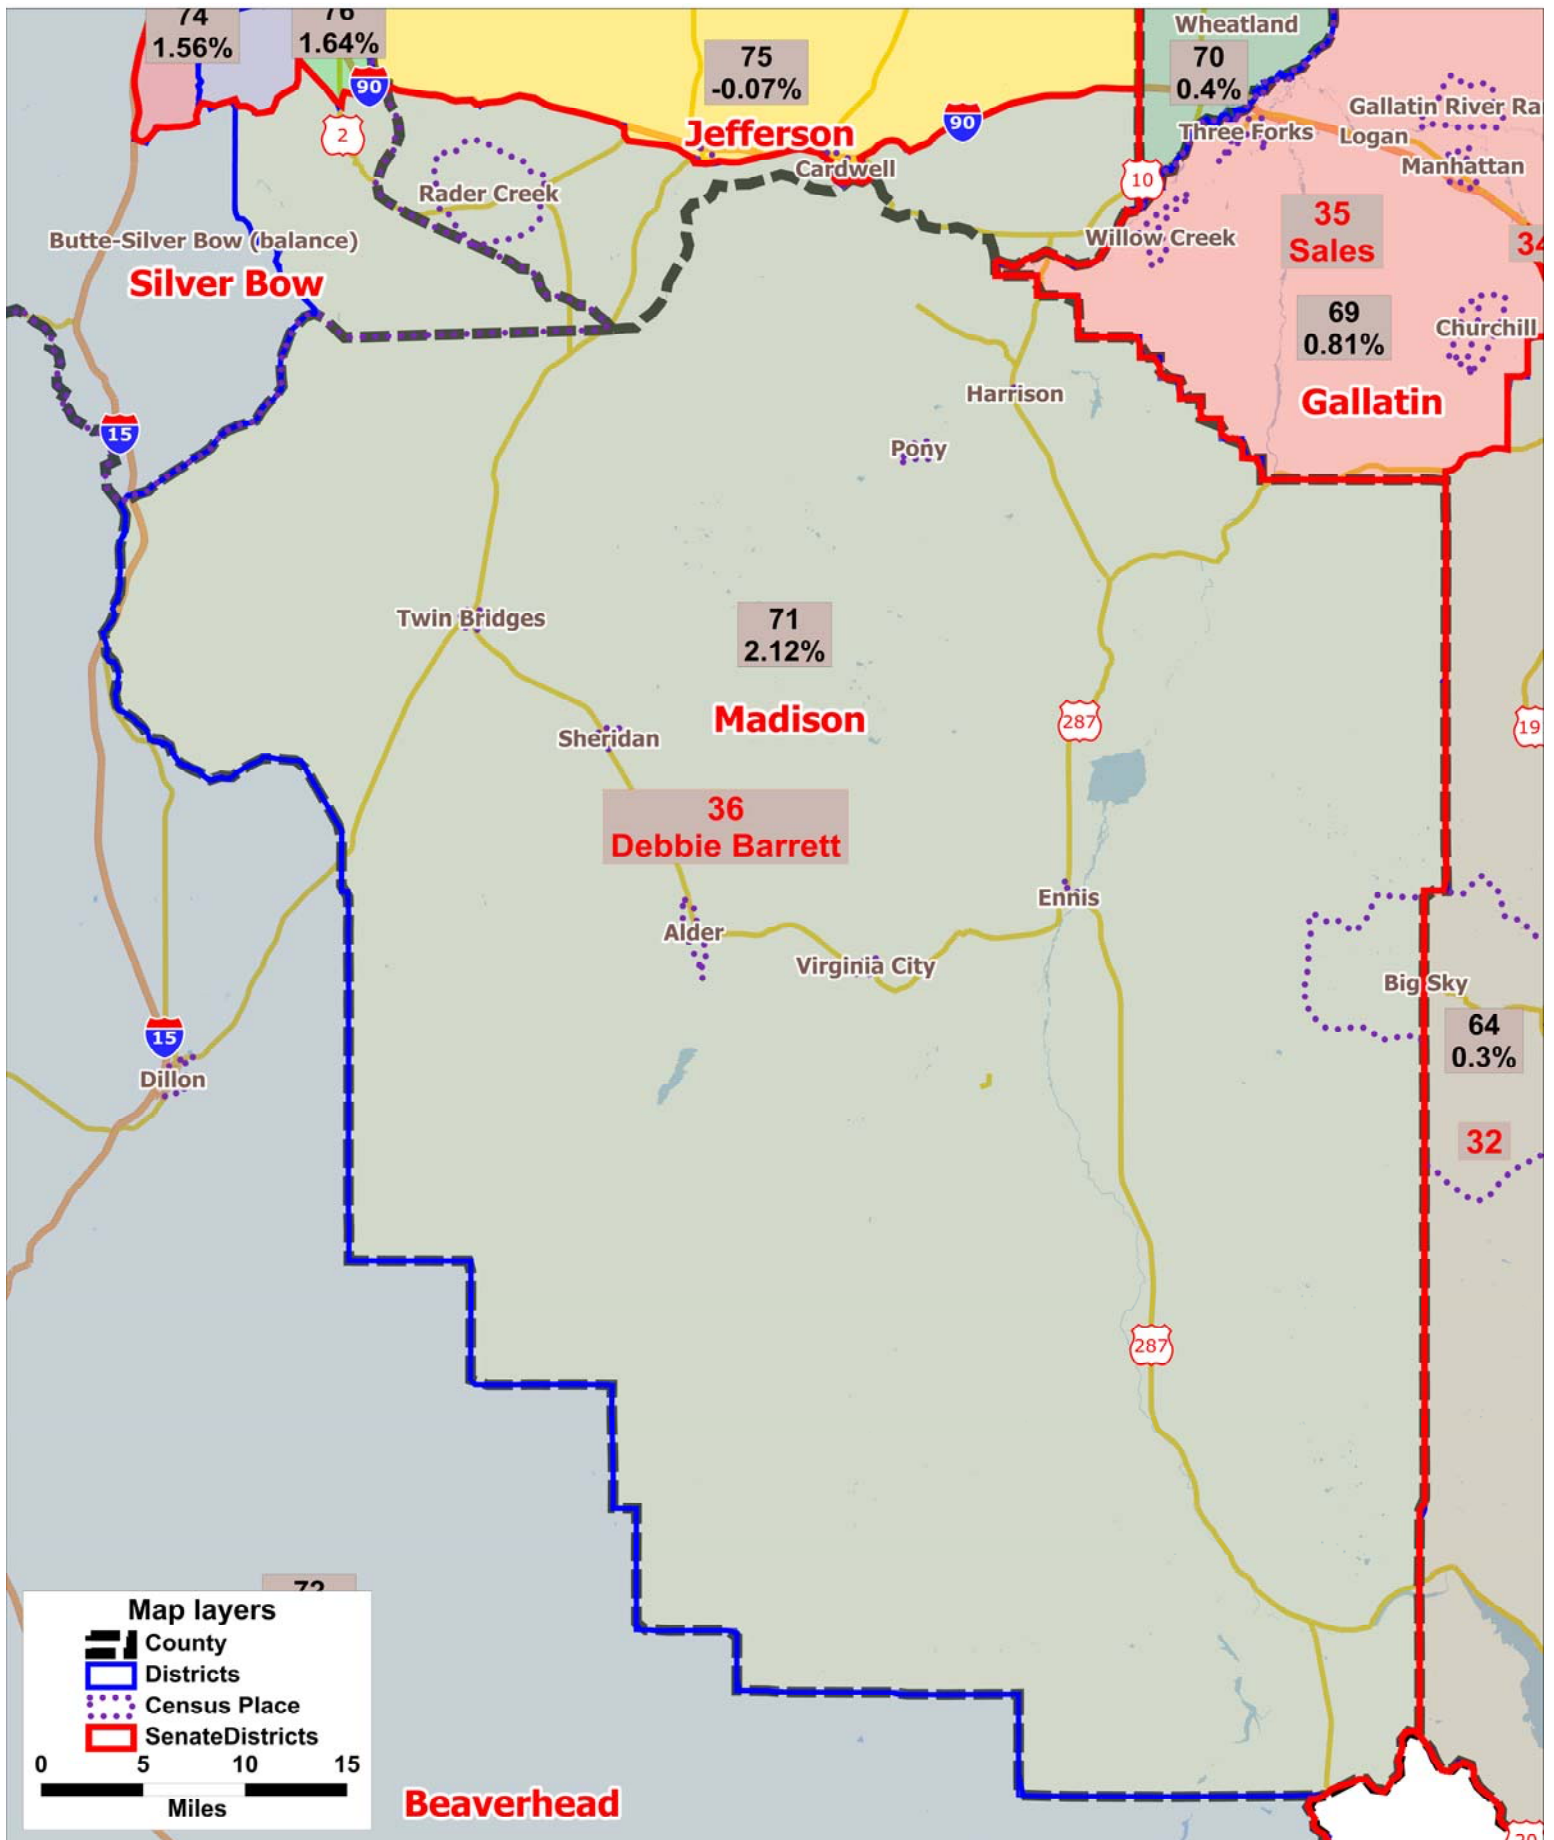 74
1.56%
76
1.64%
75
-0.07%
Wheatland
70
0.4%
90
2
Jefferson
90
Cardwell
Three Forks
Logan
Manhattan
10
Rader Creek
Butte-Silver Bow (balance)
Silver Bow
Willow Creek
35
Sales
34
69
0.81%
Churchill
Gallatin
Harrison
Pony
15
Twin Bridges
71
2.12%
Madison
Sheridan
287
36
Debbie Barrett
Ennis
Alder
Virginia City
Big Sky
64
0.3%
32
15
Dillon
287
72
Map layers
County
Districts
Census Place
SenateDistricts
0 5 10 15
Miles
Beaverhead
20